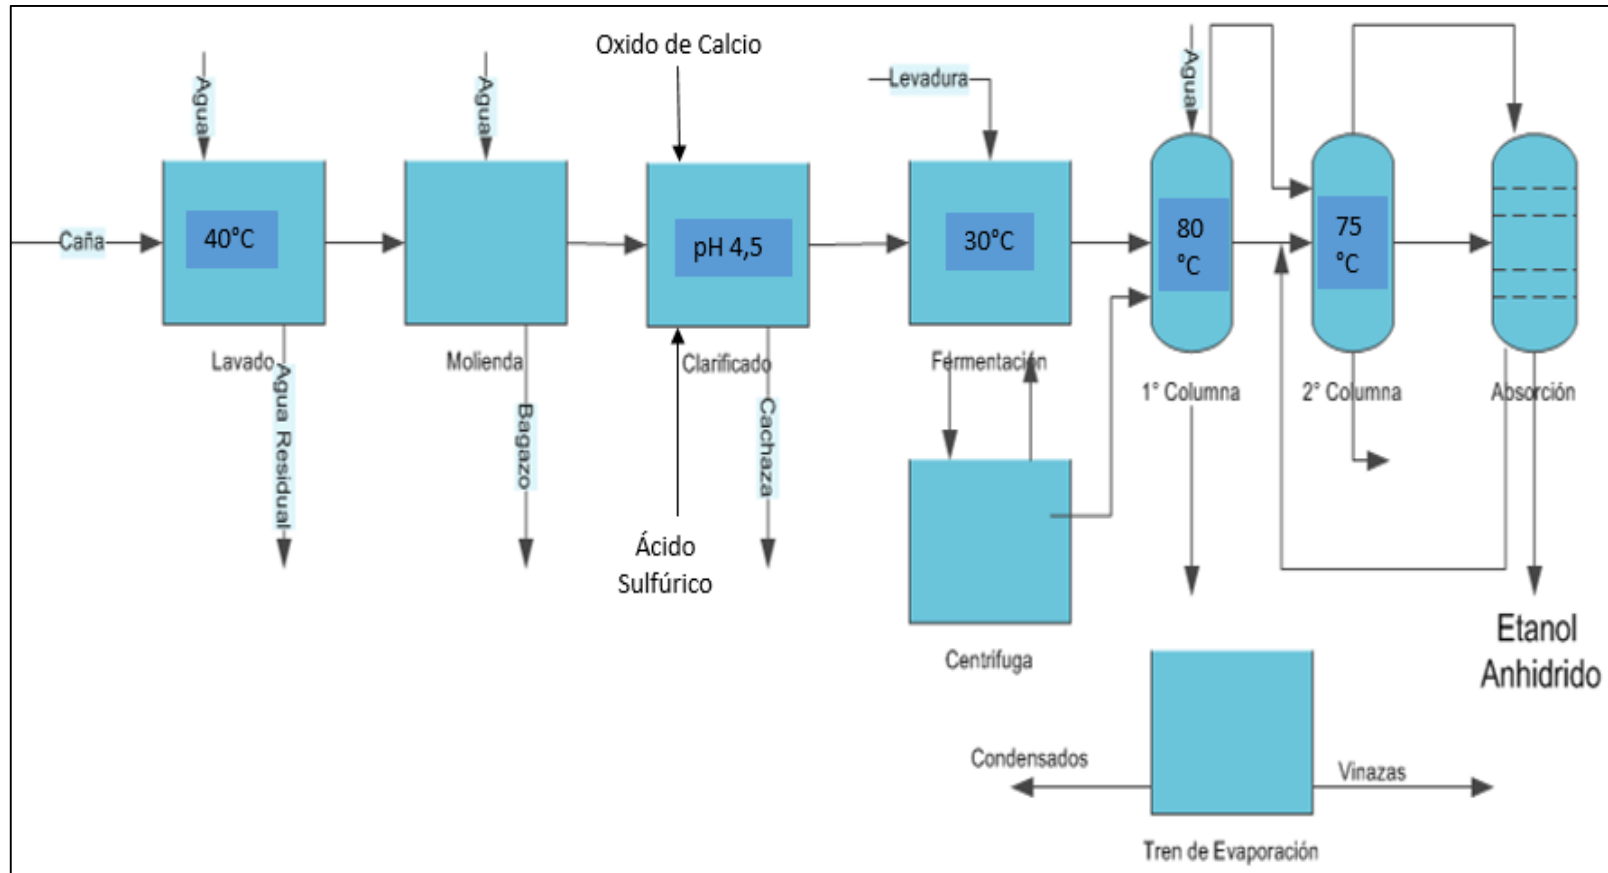 Oxido de Calcio
Agua
Agua
Levadura
Agua
Caña
40°C
pH 4,5
30°C
80
°C
75
°C
Lavado
Molienda
Clarificado
Fermentación
1° Columna
2° Columna
Absorción
Agua Residual
Bagazo
Cachaza
Ácido
Sulfúrico
Centrífuga
Etanol
Anhidrido
Condensados
Vinazas
Tren de Evaporación